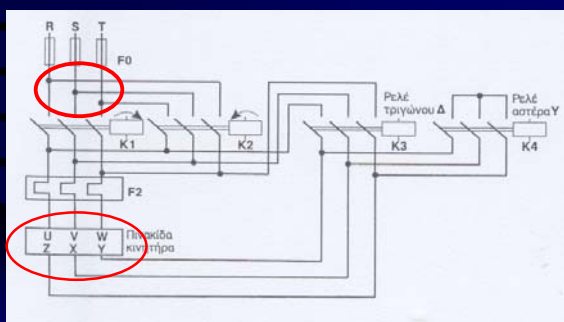 R S T
F0
K1
K2
Ρελέ
τριγώνου Δ
K3
Ρελέ
αστέρα Υ
K4
F2
U V W
Z X Y
Πινακίδα
κινητήρα